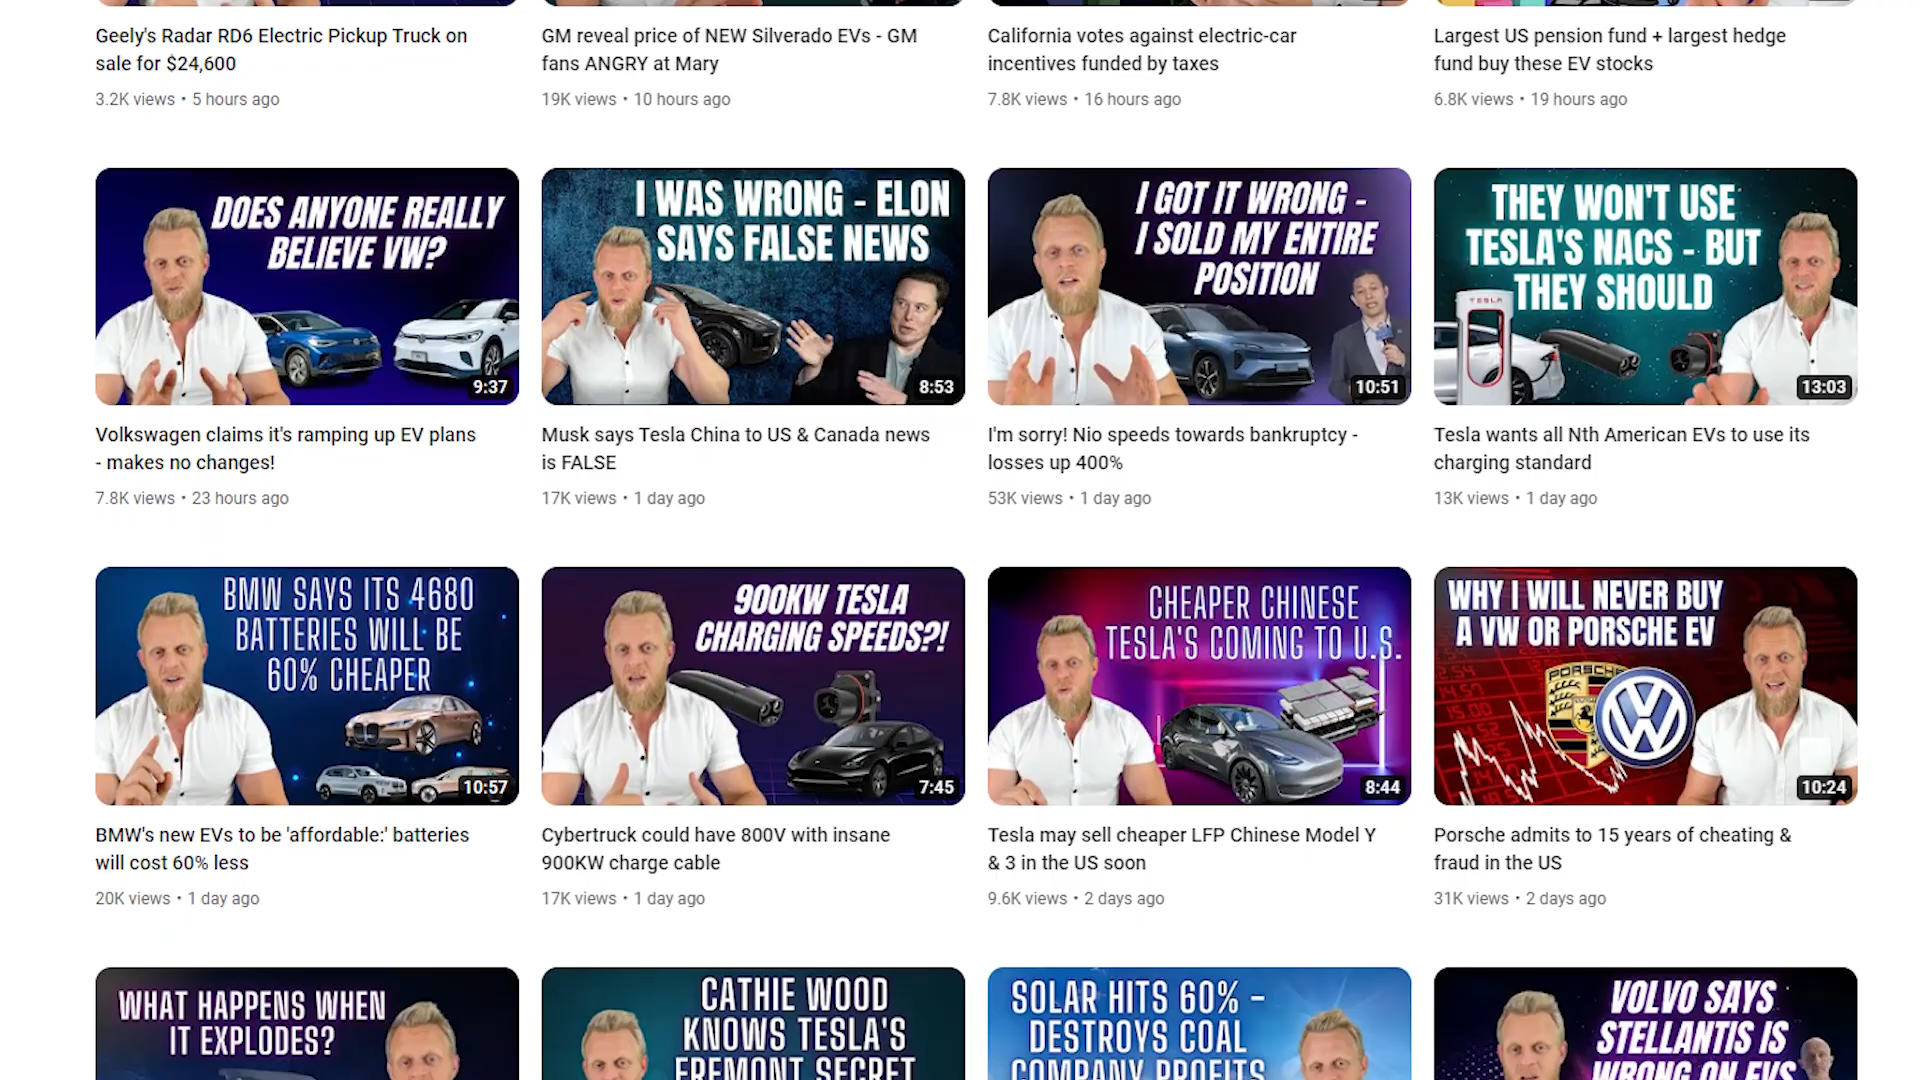 Geely's Radar RD6 Electric Pickup Truck on
sale for $24,600
3.2K views • 5 hours ago
GM reveal price of NEW Silverado EVs - GM
fans ANGRY at Mary
19K views • 10 hours ago
California votes against electric-car
incentives funded by taxes
7.8K views • 16 hours ago
Largest US pension fund + largest hedge
fund buy these EV stocks
6.8K views • 19 hours ago
DOES ANYONE REALLY
BELIEVE VW?
9:37
Volkswagen claims it's ramping up EV plans
- makes no changes!
7.8K views • 23 hours ago
I WAS WRONG - ELON
SAYS FALSE NEWS
8:53
Musk says Tesla China to US & Canada news
is FALSE
17K views • 1 day ago
I GOT IT WRONG -
I SOLD MY ENTIRE
POSITION
10:51
I'm sorry! Nio speeds towards bankruptcy -
losses up 400%
53K views • 1 day ago
THEY WON'T USE
TESLA'S NACS - BUT
THEY SHOULD
TESLA
13:03
Tesla wants all Nth American EVs to use its
charging standard
13K views • 1 day ago
BMW SAYS ITS 4680
BATTERIES WILL BE
60% CHEAPER
10:57
BMW's new EVs to be 'affordable:' batteries
will cost 60% less
20K views • 1 day ago
900KW TESLA
CHARGING SPEEDS?!
7:45
Cybertruck could have 800V with insane
900KW charge cable
17K views • 1 day ago
CHEAPER CHINESE
TESLA'S COMING TO U.S.
8:44
Tesla may sell cheaper LFP Chinese Model Y
& 3 in the US soon
9.6K views • 2 days ago
WHY I WILL NEVER BUY
A VW OR PORSCHE EV
PORSCHE
10:24
Porsche admits to 15 years of cheating &
fraud in the US
31K views • 2 days ago
WHAT HAPPENS WHEN
IT EXPLODES?
CATHIE WOOD
KNOWS TESLA'S
FREMONT SECRET
SOLAR HITS 60% -
DESTROYS COAL
COMPANY PROFITS
VOLVO SAYS
STELLANTIS IS
WRONG ON EVS